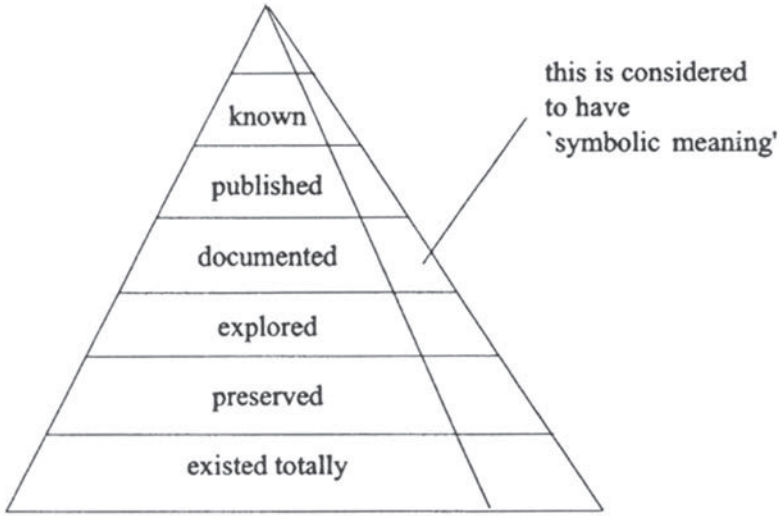 this is considered
to have
`symbolic meaning'
known
published
documented
explored
preserved
existed totally